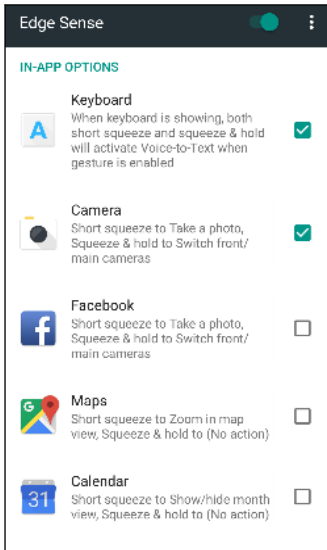 Edge Sense
IN-APP OPTIONS
A
Keyboard
When keyboard is showing, both
short squeeze and squeeze & hold
will activate Voice-to-Text when
gesture is enabled
Camera
Short squeeze to Take a photo,
Squeeze & hold to Switch front/
main cameras
f
Facebook
Short squeeze to Take a photo,
Squeeze & hold to Switch front/
main cameras
G
Maps
Short squeeze to Zoom in map
view, Squeeze & hold to (No action)
31
Calendar
Short squeeze to Show/hide month
view, Squeeze & hold to (No action)